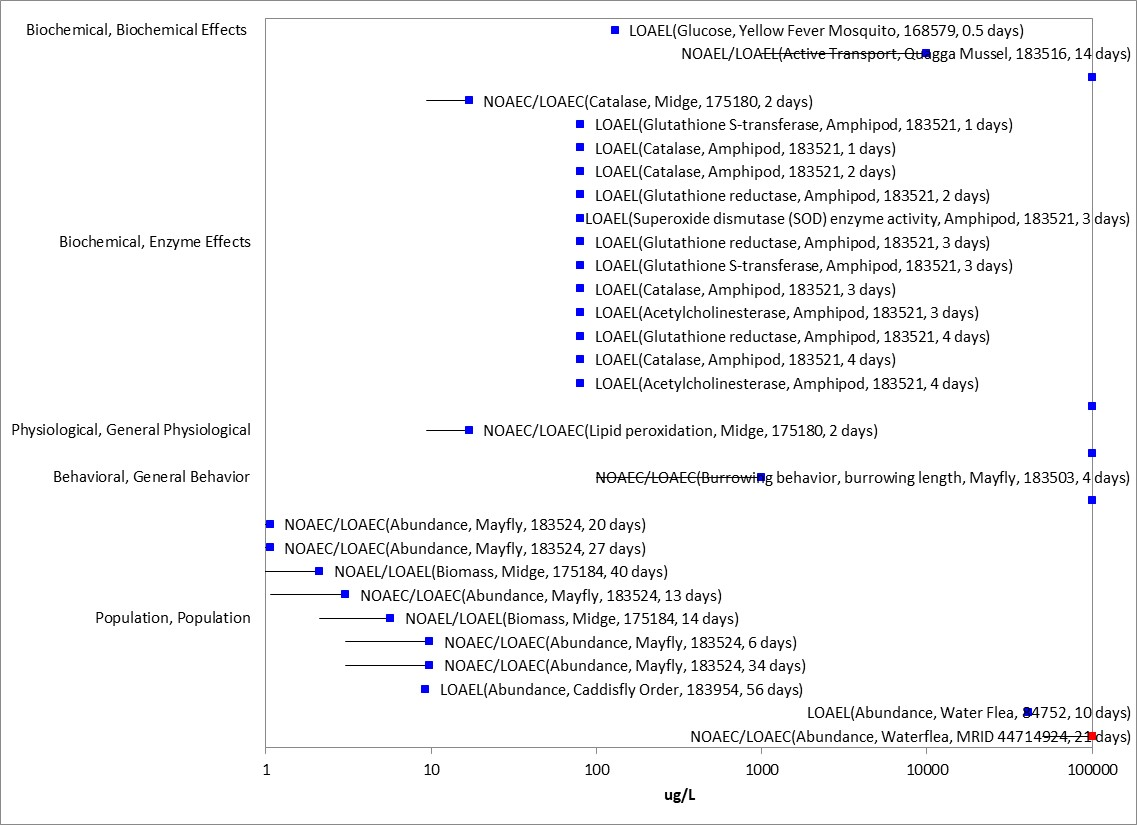 Biochemical, Biochemical Effects
LOAEL(Glucose, Yellow Fever Mosquito, 168579, 0.5 days)
NOAEL/LOAEL(Active Transport, Quagga Mussel, 183516, 14 days)
NOAEC/LOAEC(Catalase, Midge, 175180, 2 days)
LOAEL(Glutathione S-transferase, Amphipod, 183521, 1 days)
LOAEL(Catalase, Amphipod, 183521, 1 days)
LOAEL(Catalase, Amphipod, 183521, 2 days)
LOAEL(Glutathione reductase, Amphipod, 183521, 2 days)
LOAEL(Superoxide dismutase (SOD) enzyme activity, Amphipod, 183521, 3 days)
Biochemical, Enzyme Effects
LOAEL(Glutathione reductase, Amphipod, 183521, 3 days)
LOAEL(Glutathione S-transferase, Amphipod, 183521, 3 days)
LOAEL(Catalase, Amphipod, 183521, 3 days)
LOAEL(Acetylcholinesterase, Amphipod, 183521, 3 days)
LOAEL(Glutathione reductase, Amphipod, 183521, 4 days)
LOAEL(Catalase, Amphipod, 183521, 4 days)
LOAEL(Acetylcholinesterase, Amphipod, 183521, 4 days)
Physiological, General Physiological
NOAEC/LOAEC(Lipid peroxidation, Midge, 175180, 2 days)
Behavioral, General Behavior
NOAEC/LOAEC(Burrowing behavior, burrowing length, Mayfly, 183503, 4 days)
NOAEC/LOAEC(Abundance, Mayfly, 183524, 20 days)
NOAEC/LOAEC(Abundance, Mayfly, 183524, 27 days)
NOAEL/LOAEL(Biomass, Midge, 175184, 40 days)
NOAEC/LOAEC(Abundance, Mayfly, 183524, 13 days)
Population, Population
NOAEL/LOAEL(Biomass, Midge, 175184, 14 days)
NOAEC/LOAEC(Abundance, Mayfly, 183524, 6 days)
NOAEC/LOAEC(Abundance, Mayfly, 183524, 34 days)
LOAEL(Abundance, Caddisfly Order, 183954, 56 days)
LOAEL(Abundance, Water Flea, 84752, 10 days)
NOAEC/LOAEC(Abundance, Waterflea, MRID 44714924, 21 days)
1 10 100 1000 10000 100000
ug/L